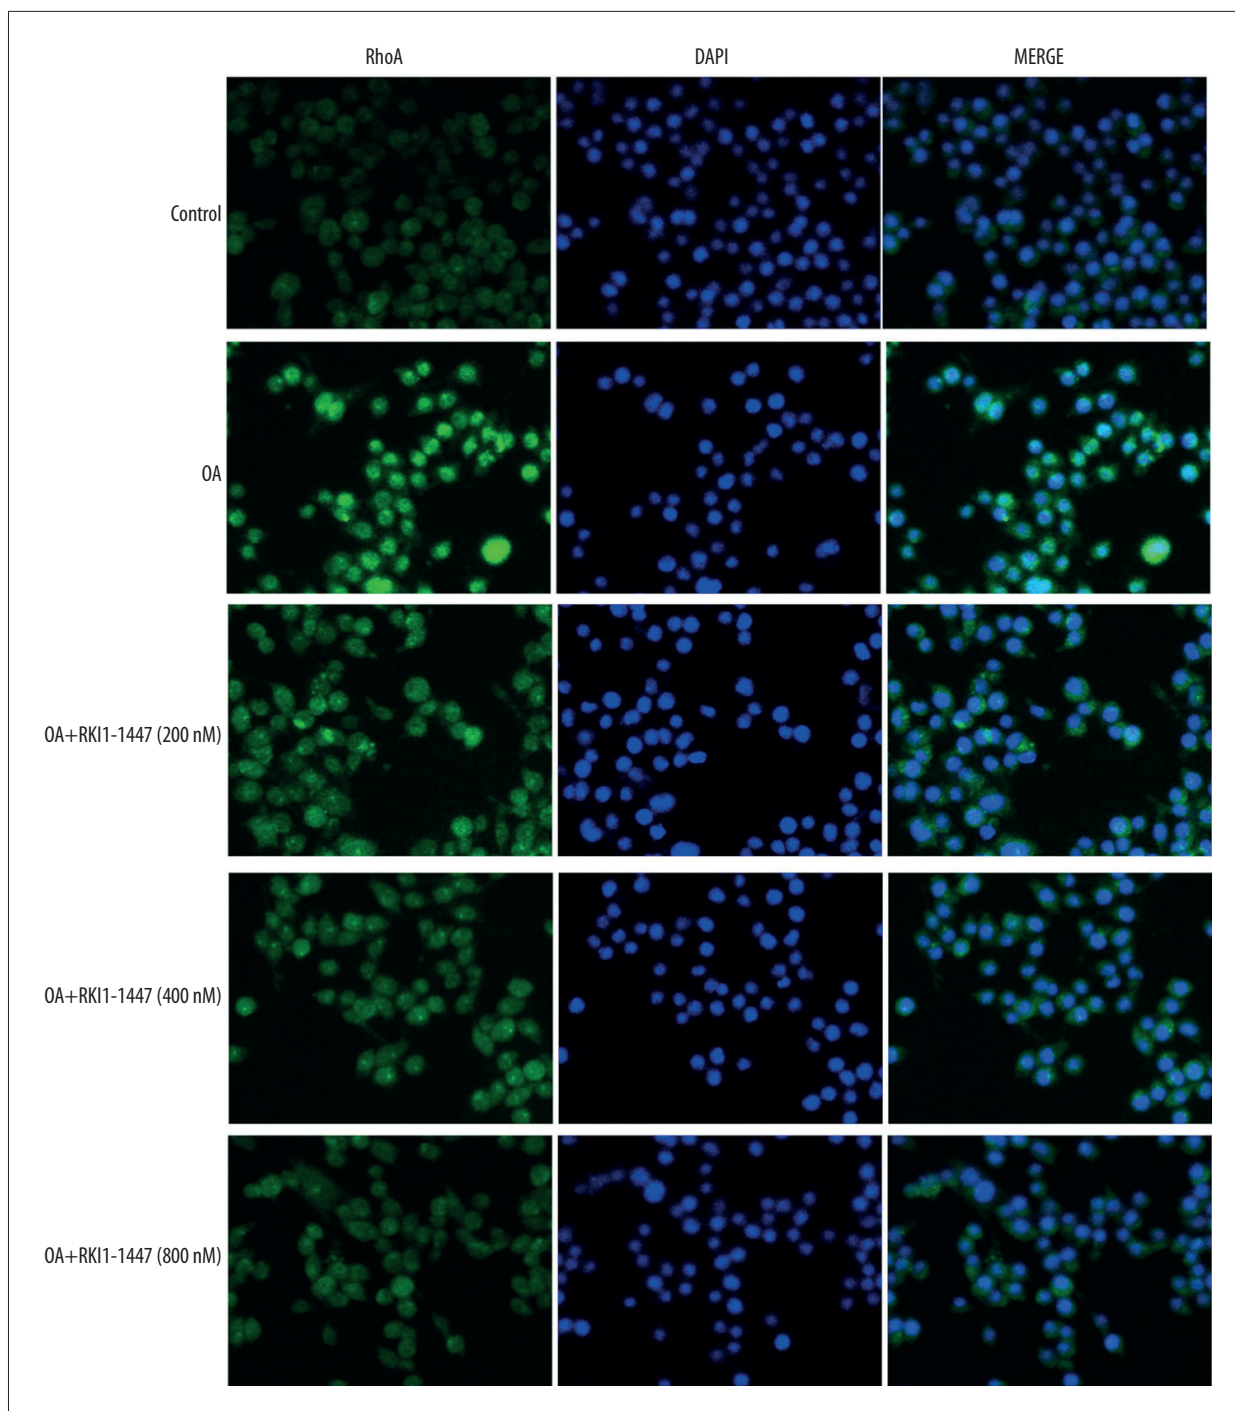 RhoA DAPI MERGE
Control
OA
OA+RKI1-1447 (200 nM)
OA+RKI1-1447 (400 nM)
OA+RKI1-1447 (800 nM)